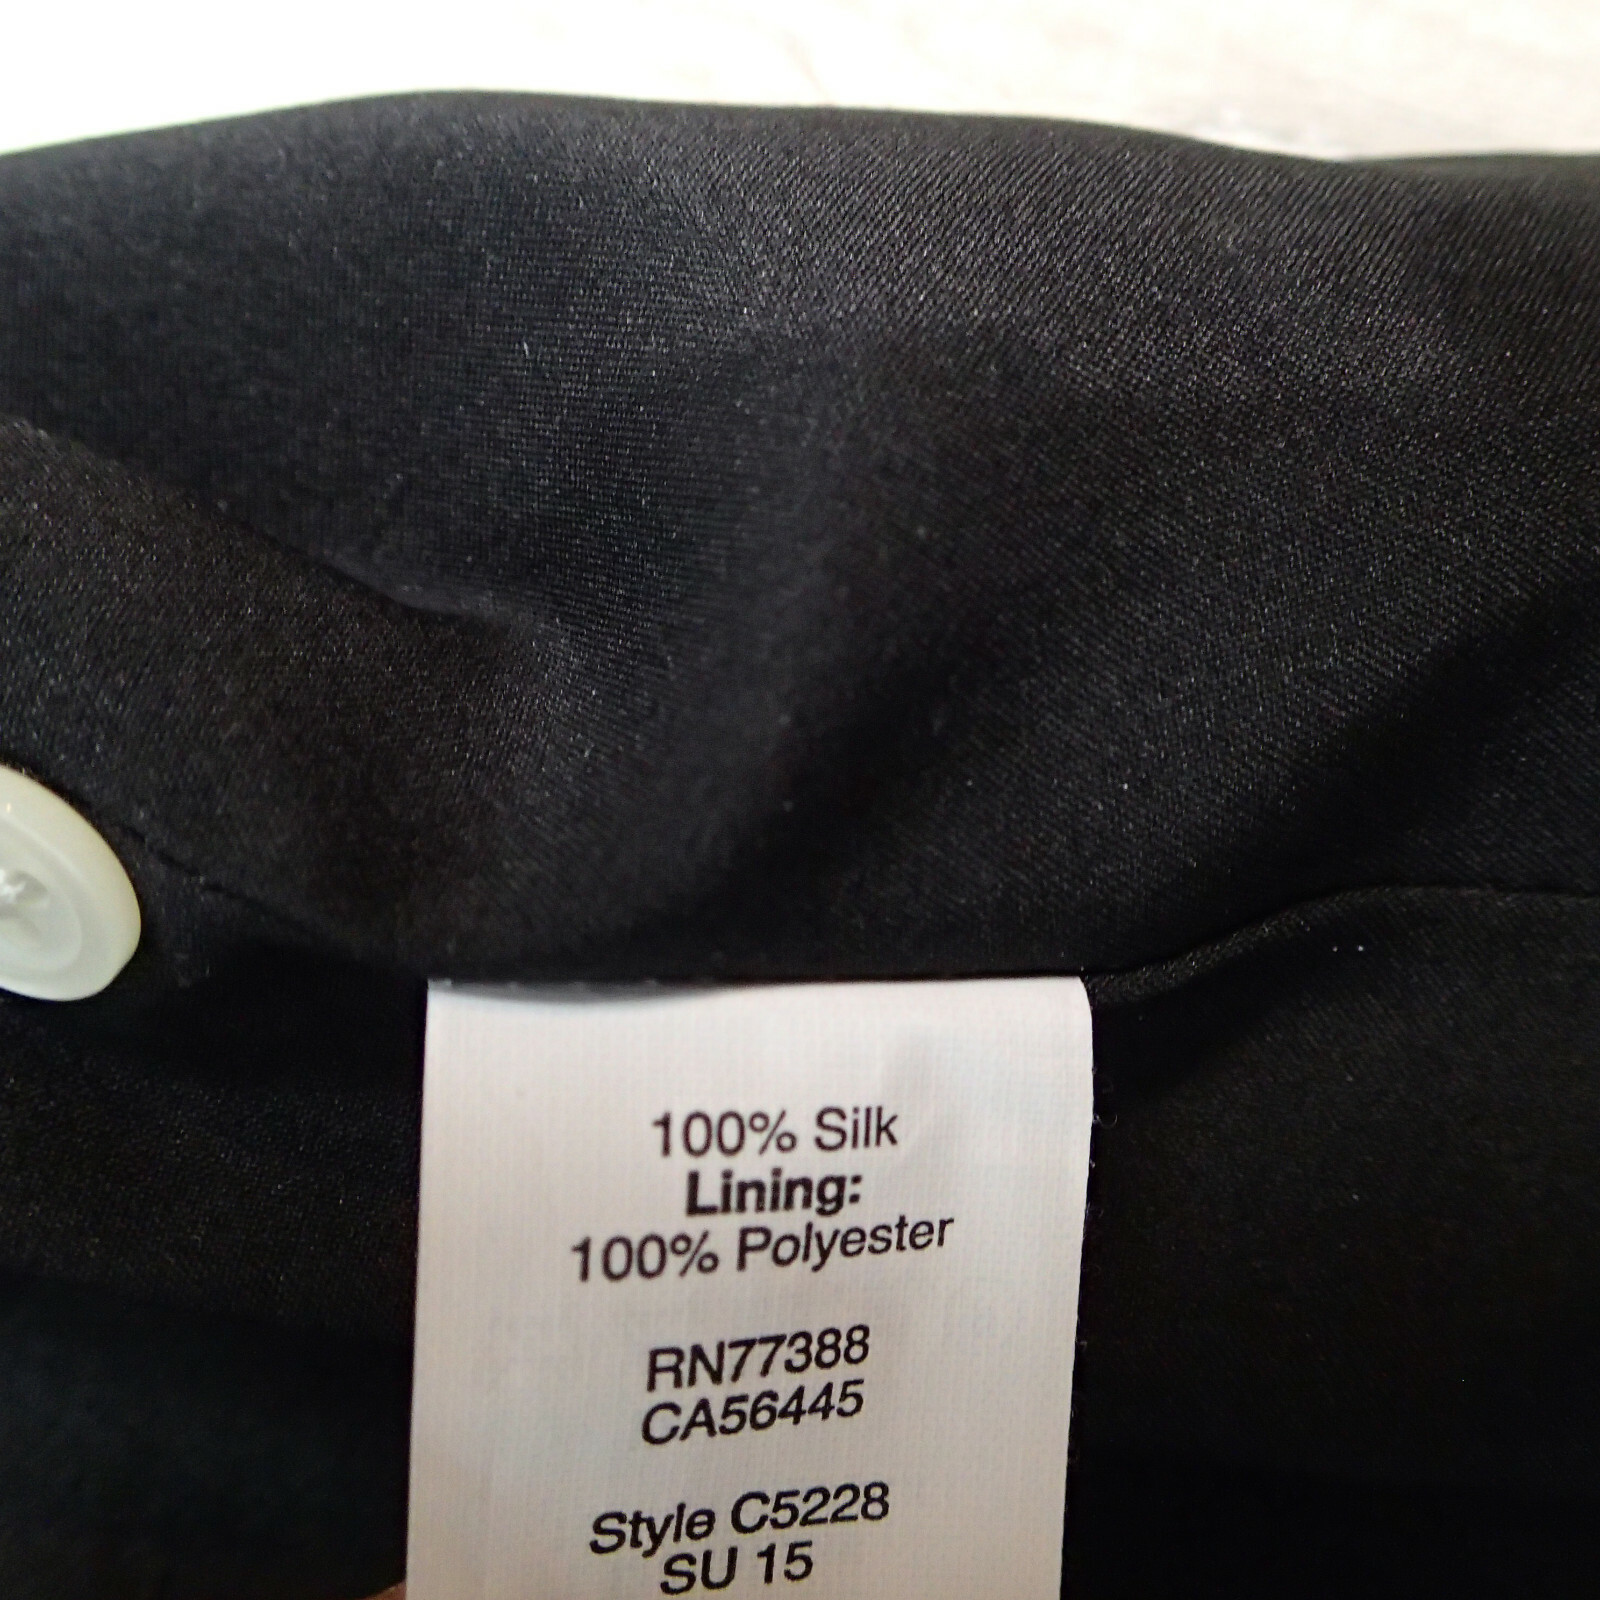 100% Silk
Lining:
100% Polyester
RN77388
CA56445
Style C5228
SU 15